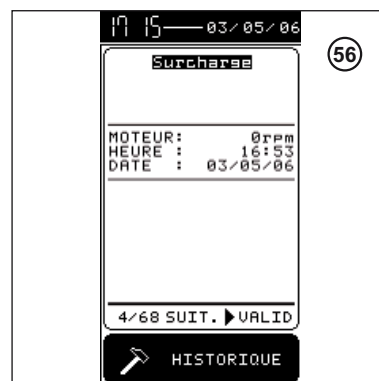 17 15 03/05/06
56
Surcharge
MOTEUR: 0rpm
HEURE : 16:53
DATE : 03/05/06
4/68 SUIT. ▶ VALID
HISTORIQUE